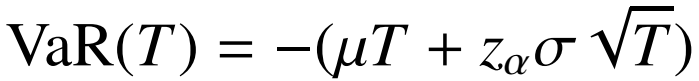 VaR(T) = −(μT + z_α σ√T)